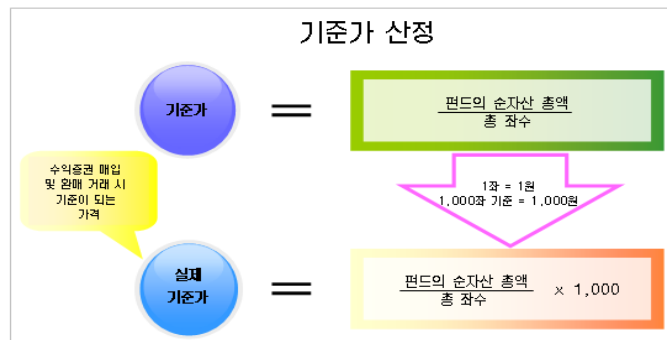 기준가 산정
기준가
=
펀드의 순자산 총액
총 좌수
수익증권 매입
및 환매 거래 시
기준이 되는
가격
1좌 = 1원
1,000좌 기준 = 1,000원
실제
기준가
=
펀드의 순자산 총액
총 좌수
x 1,000